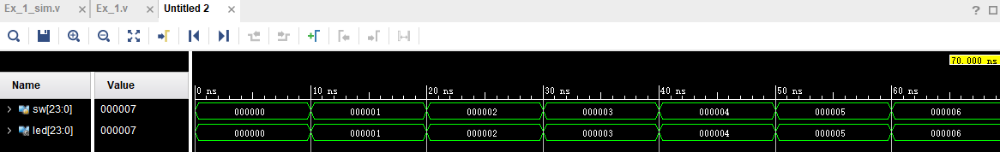 Ex_1_sim.v × Ex_1.v × Untitled 2 ×
?
70.000 ns
Name Value
0 ns 10 ns 20 ns 30 ns 40 ns 50 ns 60 ns
sw[23:0] 000007 000000 000001 000002 000003 000004 000005 000006
led[23:0] 000007 000000 000001 000002 000003 000004 000005 000006